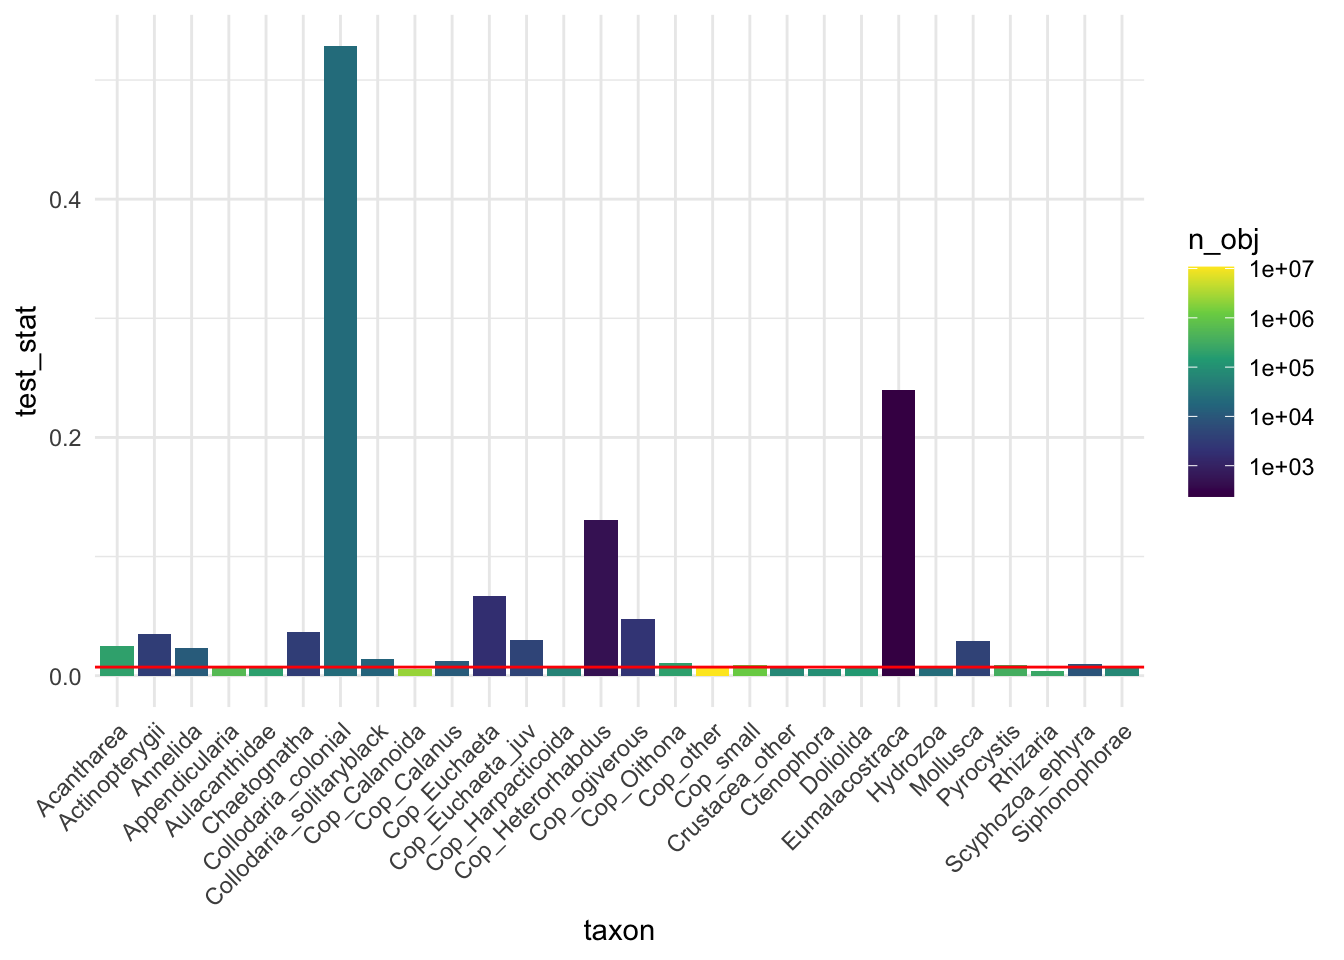 test_stat
0.4
0.2
0.0
Acantharea
Actinopterygii
Annelida
Appendicularia
Aulacanthidae
Chaetognatha
Collodaria_colonial
Collodaria_solitaryblack
Cop_Calanoida
Cop_Calanus
Cop_Euchaeta
Cop_Euchaeta_juv
Cop_Harpacticoida
Cop_Heterorhabdus
Cop_ogiverous
Cop_Oithona
Cop_other
Cop_small
Crustacea_other
Ctenophora
Doliolida
Eumalacostraca
Hydrozoa
Mollusca
Pyrocystis
Rhizaria
Scyphozoa_ephyra
Siphonophorae
taxon
n_obj
1e+07
1e+06
1e+05
1e+04
1e+03